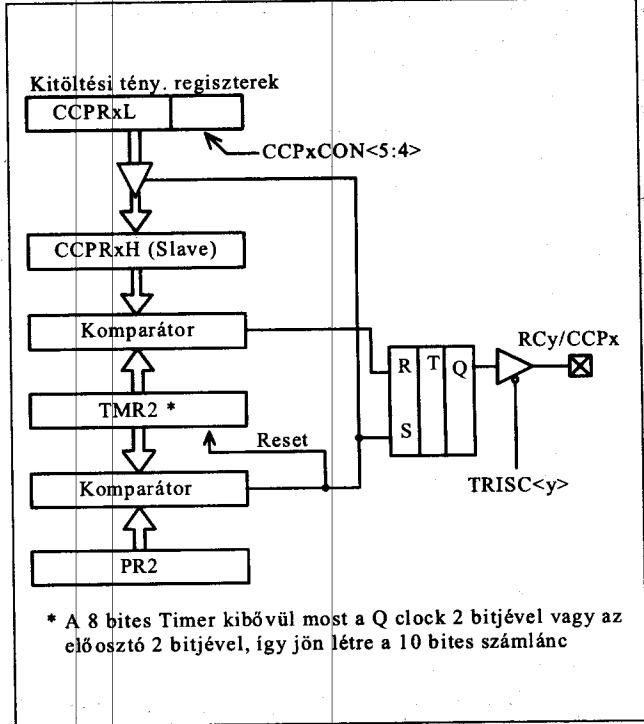 Kitöltési tény. regiszterek
CCPRxL
CCPxCON<5:4>
CCPRxH (Slave)
Komparátor
RCy/CCPx
R T Q
TMR2 *
S
Reset
Komparátor
TRISC<y>
PR2
* A 8 bites Timer kibővül most a Q clock 2 bitjével vagy az
előosztó 2 bitjével, így jön létre a 10 bites számlánc